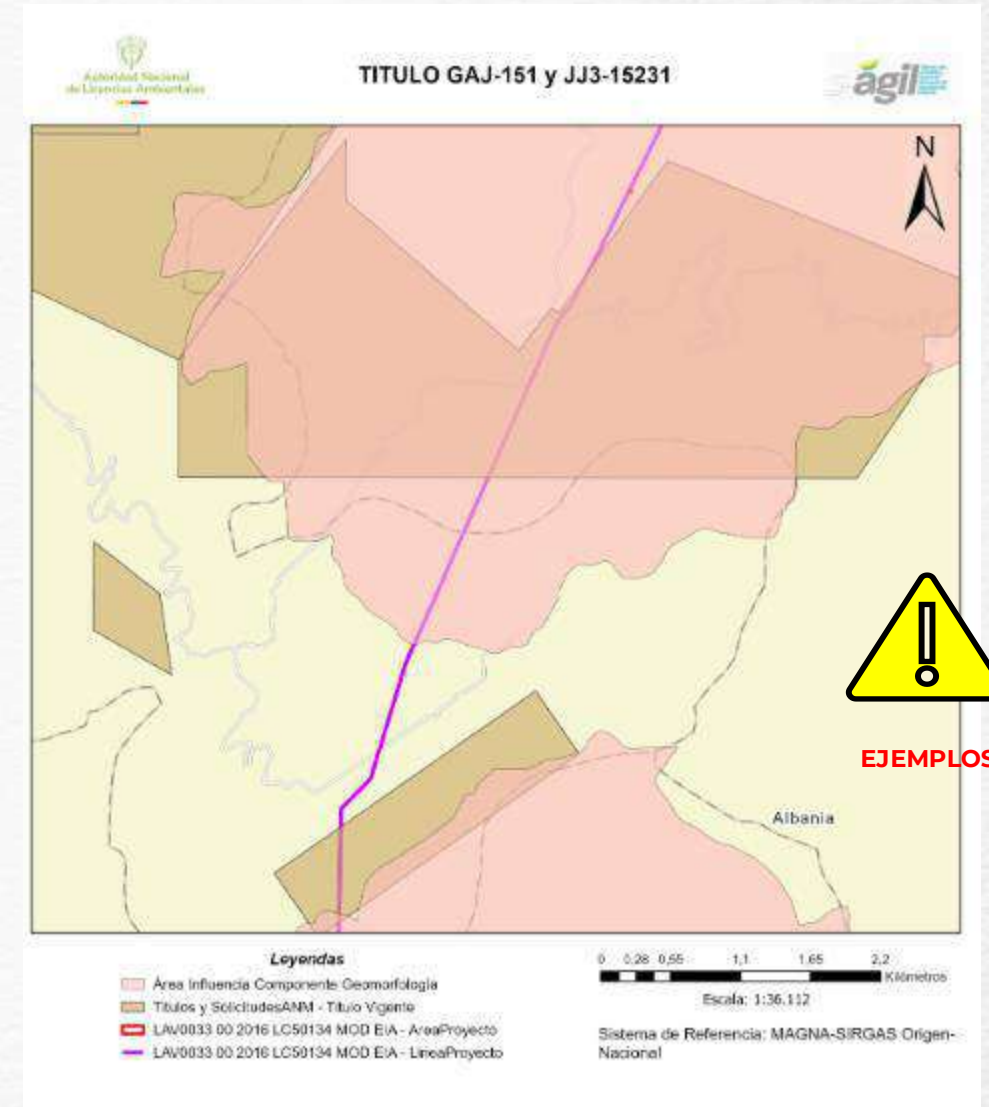 Autoridad Nacional
de Licencias Ambientales
TITULO GAJ-151 y JJ3-15231
ágil
N
EJEMPLOS
Albania
Leyendas
Área Influencia Componente Geomorfología
Titulos y SolicitudesANM - Titulo Vigente
LAV0033 00 2016 LC50134 MOD EIA - AreaProyecto
LAV0033 00 2016 LC50134 MOD EIA - LineaProyecto
0 0,28 0,55 1,1 1,65 2,2
Kilómetros
Escala: 1:36.112
Sistema de Referencia: MAGNA-SIRGAS Origen-
Nacional